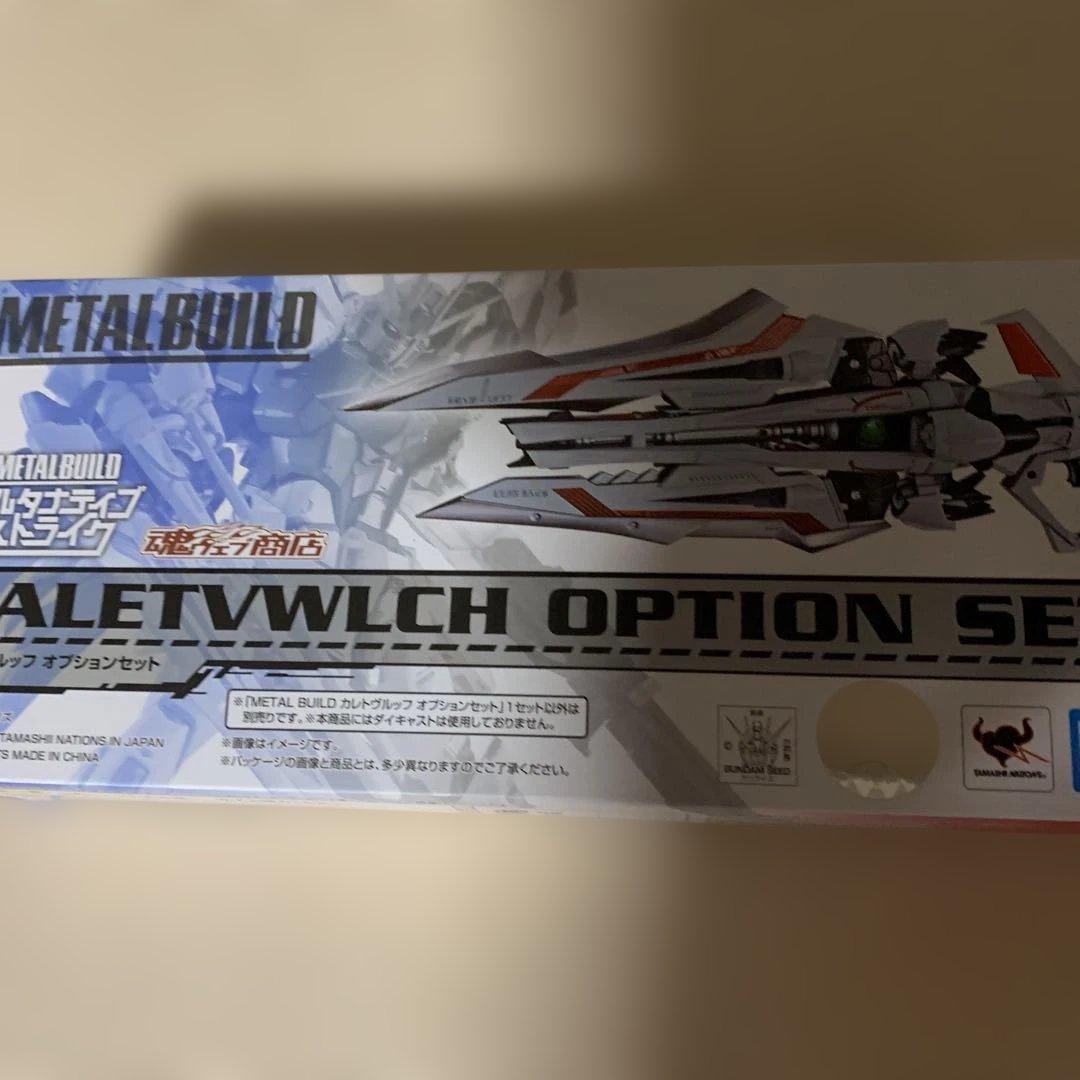 METAL BUILD
METAL BUILD
ルタナティブ
ストライク
魂ウェブ商店
ALETVWLCH OPTION SE
ルッフ オプションセット
※「METAL BUILD カレトヴルッフ オプションセット」1セット以外は
別売りです。※本商品にはダイキャストは使用しておりません。
TAMASHII NATIONS IN JAPAN
MADE IN CHINA
※画像はイメージです。
※パッケージの画像と商品とは、多少異なりますのでご了承ください。
GUNDAM SEED
TAMASHII NATIONS